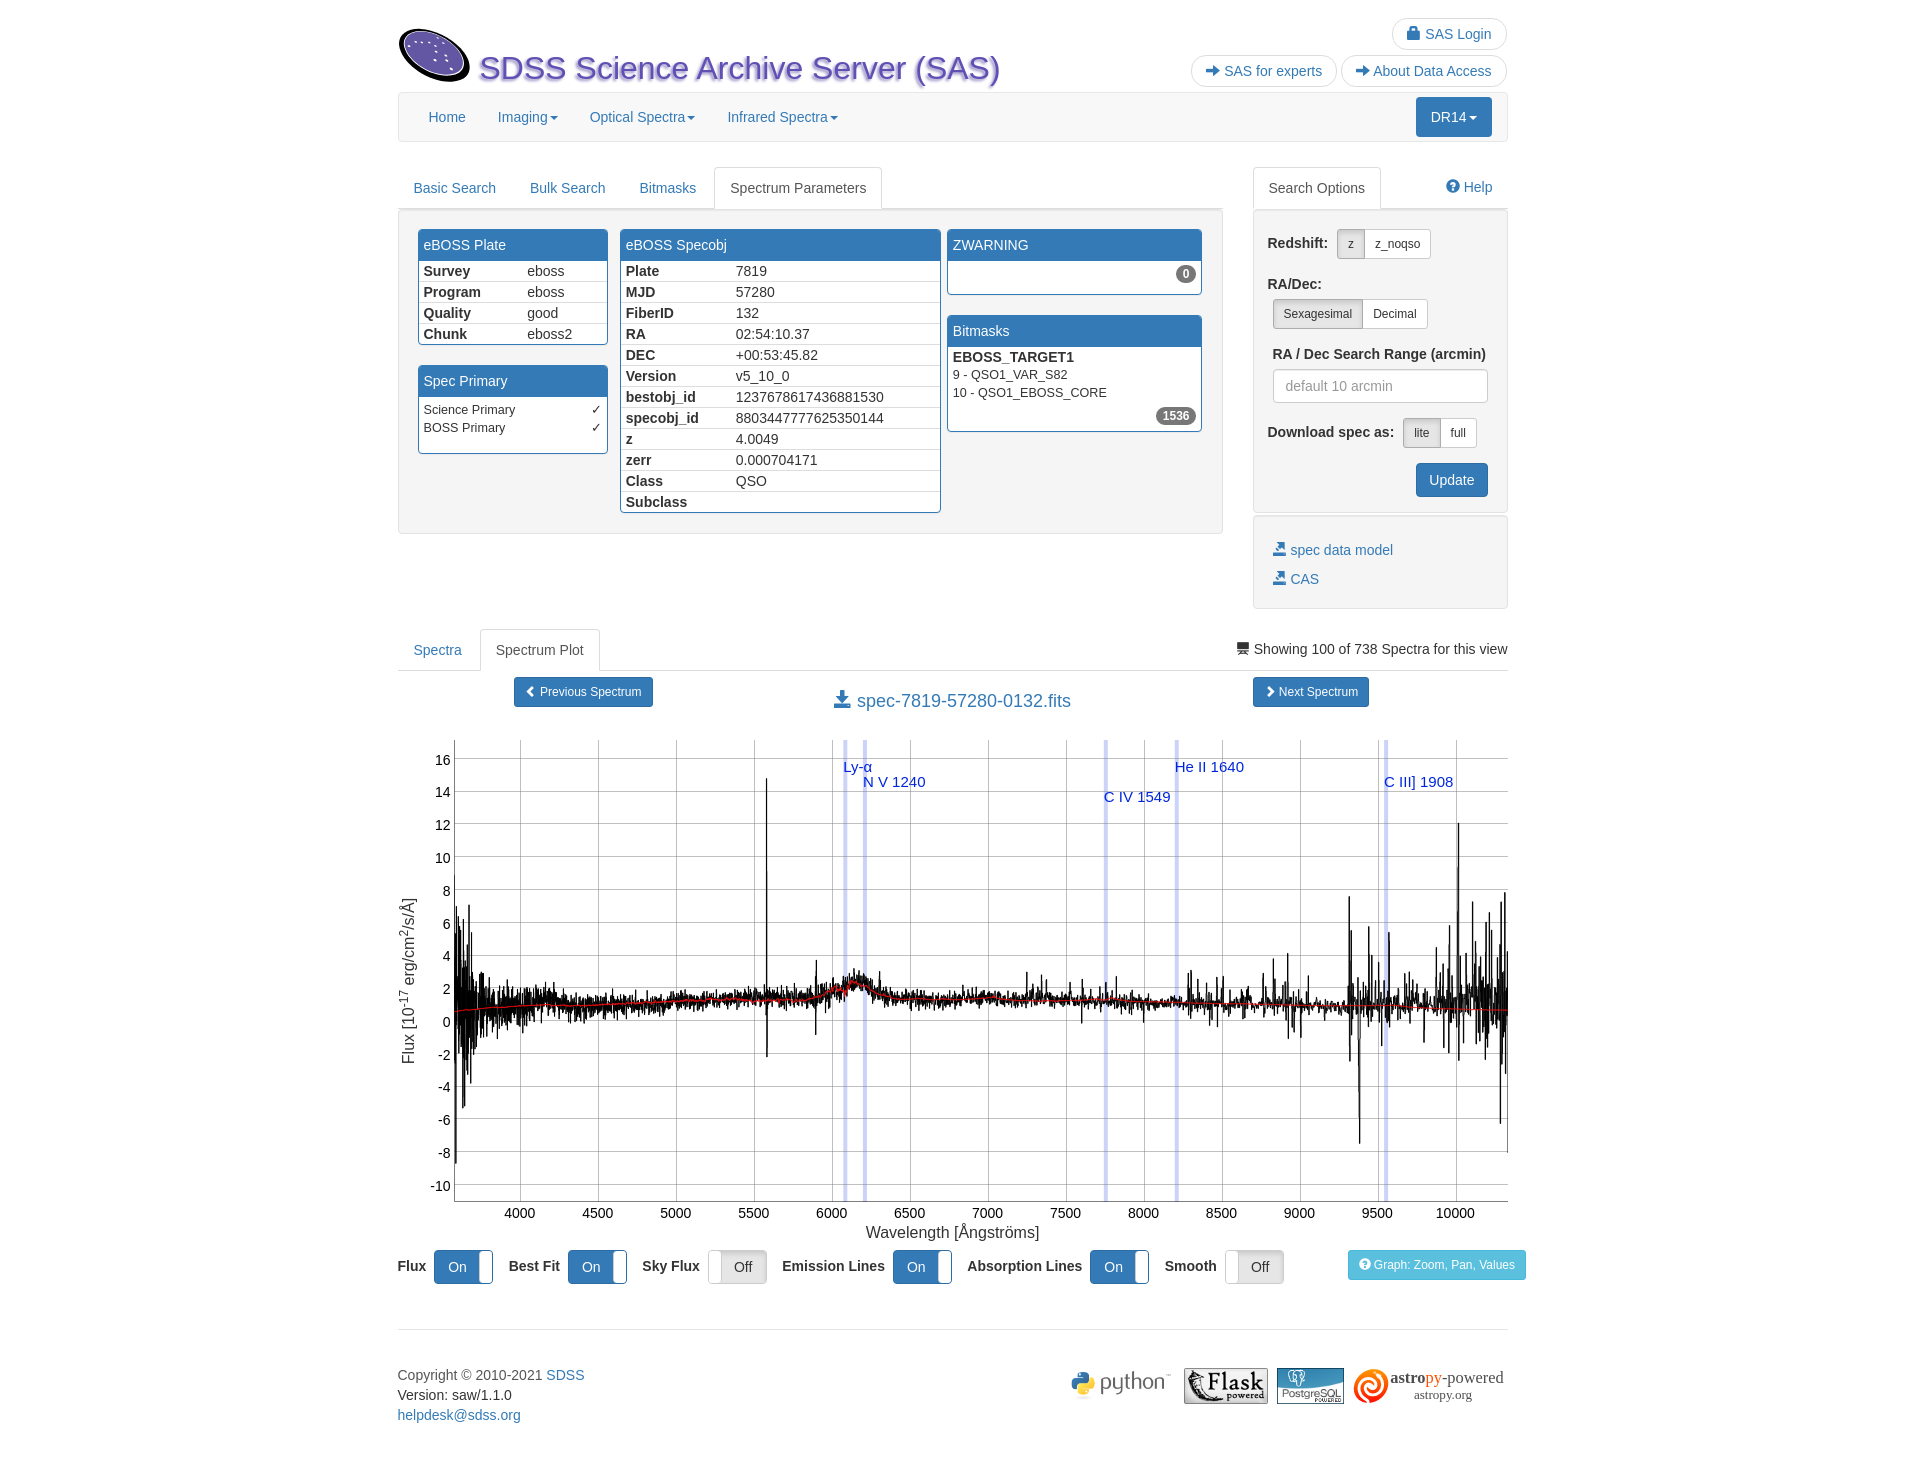 SAS Login
SDSS Science Archive Server (SAS)
SAS for experts
About Data Access
Home Imaging Optical Spectra Infrared Spectra DR14
Basic Search Bulk Search Bitmasks Spectrum Parameters
Search Options Help
eBOSS Plate
Survey eboss
Program eboss
Quality good
Chunk eboss2
Spec Primary
Science Primary ✓
BOSS Primary ✓
eBOSS Specobj
Plate 7819
MJD 57280
FiberID 132
RA 02:54:10.37
DEC +00:53:45.82
Version v5_10_0
bestobj_id 1237678617436881530
specobj_id 8803447777625350144
z 4.0049
zerr 0.000704171
Class QSO
Subclass
ZWARNING
0
Bitmasks
EBOSS_TARGET1
9 - QSO1_VAR_S82
10 - QSO1_EBOSS_CORE
1536
Redshift: z z_noqso
RA/Dec:
Sexagesimal Decimal
RA / Dec Search Range (arcmin)
default 10 arcmin
Download spec as: lite full
Update
spec data model
CAS
Spectra Spectrum Plot
Showing 100 of 738 Spectra for this view
Previous Spectrum
spec-7819-57280-0132.fits
Next Spectrum
Ly-α
N V 1240
C IV 1549
He II 1640
C III] 1908
16
14
12
10
8
6
4
2
0
-2
-4
-6
-8
-10
Flux [10-17 erg/cm2/s/Å]
4000 4500 5000 5500 6000 6500 7000 7500 8000 8500 9000 9500 10000
Wavelength [Ångströms]
Flux On Best Fit On Sky Flux Off Emission Lines On Absorption Lines On Smooth Off
Graph: Zoom, Pan, Values
Copyright © 2010-2021 SDSS
Version: saw/1.1.0
helpdesk@sdss.org
python
Flask
powered
PostgreSQL
POWERED
astropy-powered
astropy.org